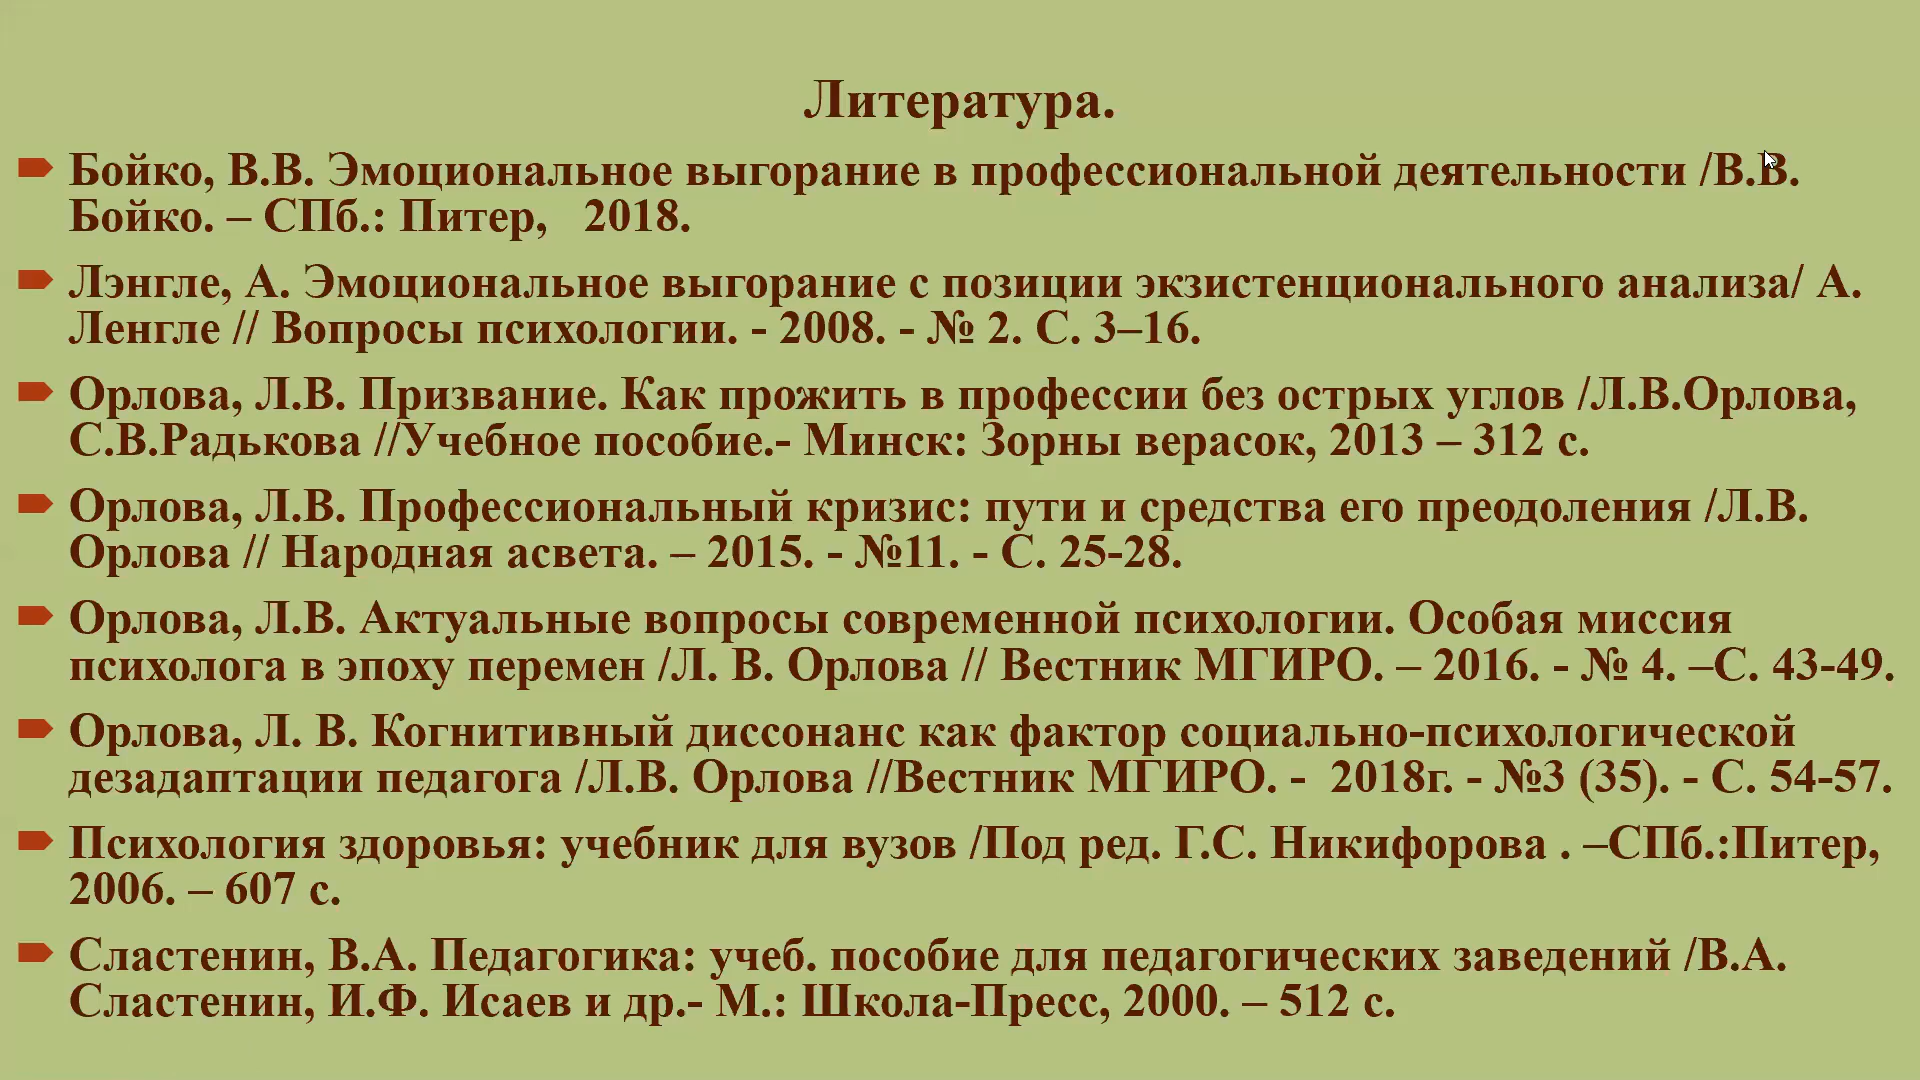 Литература.
Бойко, В.В. Эмоциональное выгорание в профессиональной деятельности /В.В.
Бойко. – СПб.: Питер,   2018.
Лэнгле, А. Эмоциональное выгорание с позиции экзистенционального анализа/ А.
Ленгле // Вопросы психологии. - 2008. - № 2. С. 3–16.
Орлова, Л.В. Призвание. Как прожить в профессии без острых углов /Л.В.Орлова,
С.В.Радькова //Учебное пособие.- Минск: Зорны верасок, 2013 – 312 с.
Орлова, Л.В. Профессиональный кризис: пути и средства его преодоления /Л.В.
Орлова // Народная асвета. – 2015. - №11. - С. 25-28.
Орлова, Л.В. Актуальные вопросы современной психологии. Особая миссия
психолога в эпоху перемен /Л. В. Орлова // Вестник МГИРО. – 2016. - № 4. –С. 43-49.
Орлова, Л. В. Когнитивный диссонанс как фактор социально-психологической
дезадаптации педагога /Л.В. Орлова //Вестник МГИРО. -  2018г. - №3 (35). - С. 54-57.
Психология здоровья: учебник для вузов /Под ред. Г.С. Никифорова . –СПб.:Питер,
2006. – 607 с.
Сластенин, В.А. Педагогика: учеб. пособие для педагогических заведений /В.А.
Сластенин, И.Ф. Исаев и др.- М.: Школа-Пресс, 2000. – 512 с.